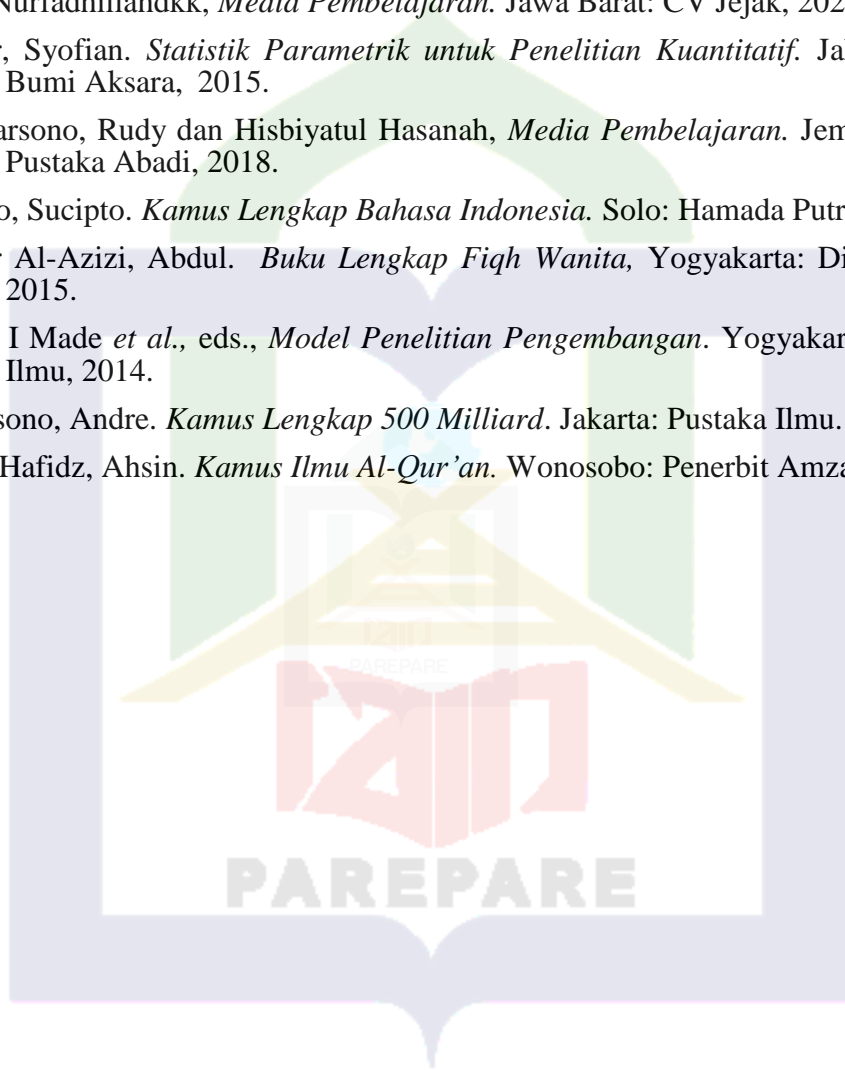 Nurfadhillahdkk, Media Pembelajaran. Jawa Barat: CV Jejak, 202
, Syofian. Statistik Parametrik untuk Penelitian Kuantitatif. Ja
Bumi Aksara, 2015.
arsono, Rudy dan Hisbiyatul Hasanah, Media Pembelajaran. Jem
Pustaka Abadi, 2018.
o, Sucipto. Kamus Lengkap Bahasa Indonesia. Solo: Hamada Putr
Al-Azizi, Abdul. Buku Lengkap Fiqh Wanita, Yogyakarta: Di
2015.
I Made et al., eds., Model Penelitian Pengembangan. Yogyakar
Ilmu, 2014.
sono, Andre. Kamus Lengkap 500 Milliard. Jakarta: Pustaka Ilmu.
Hafidz, Ahsin. Kamus Ilmu Al-Qur’an. Wonosobo: Penerbit Amza
PAREPARE
PAREPARE